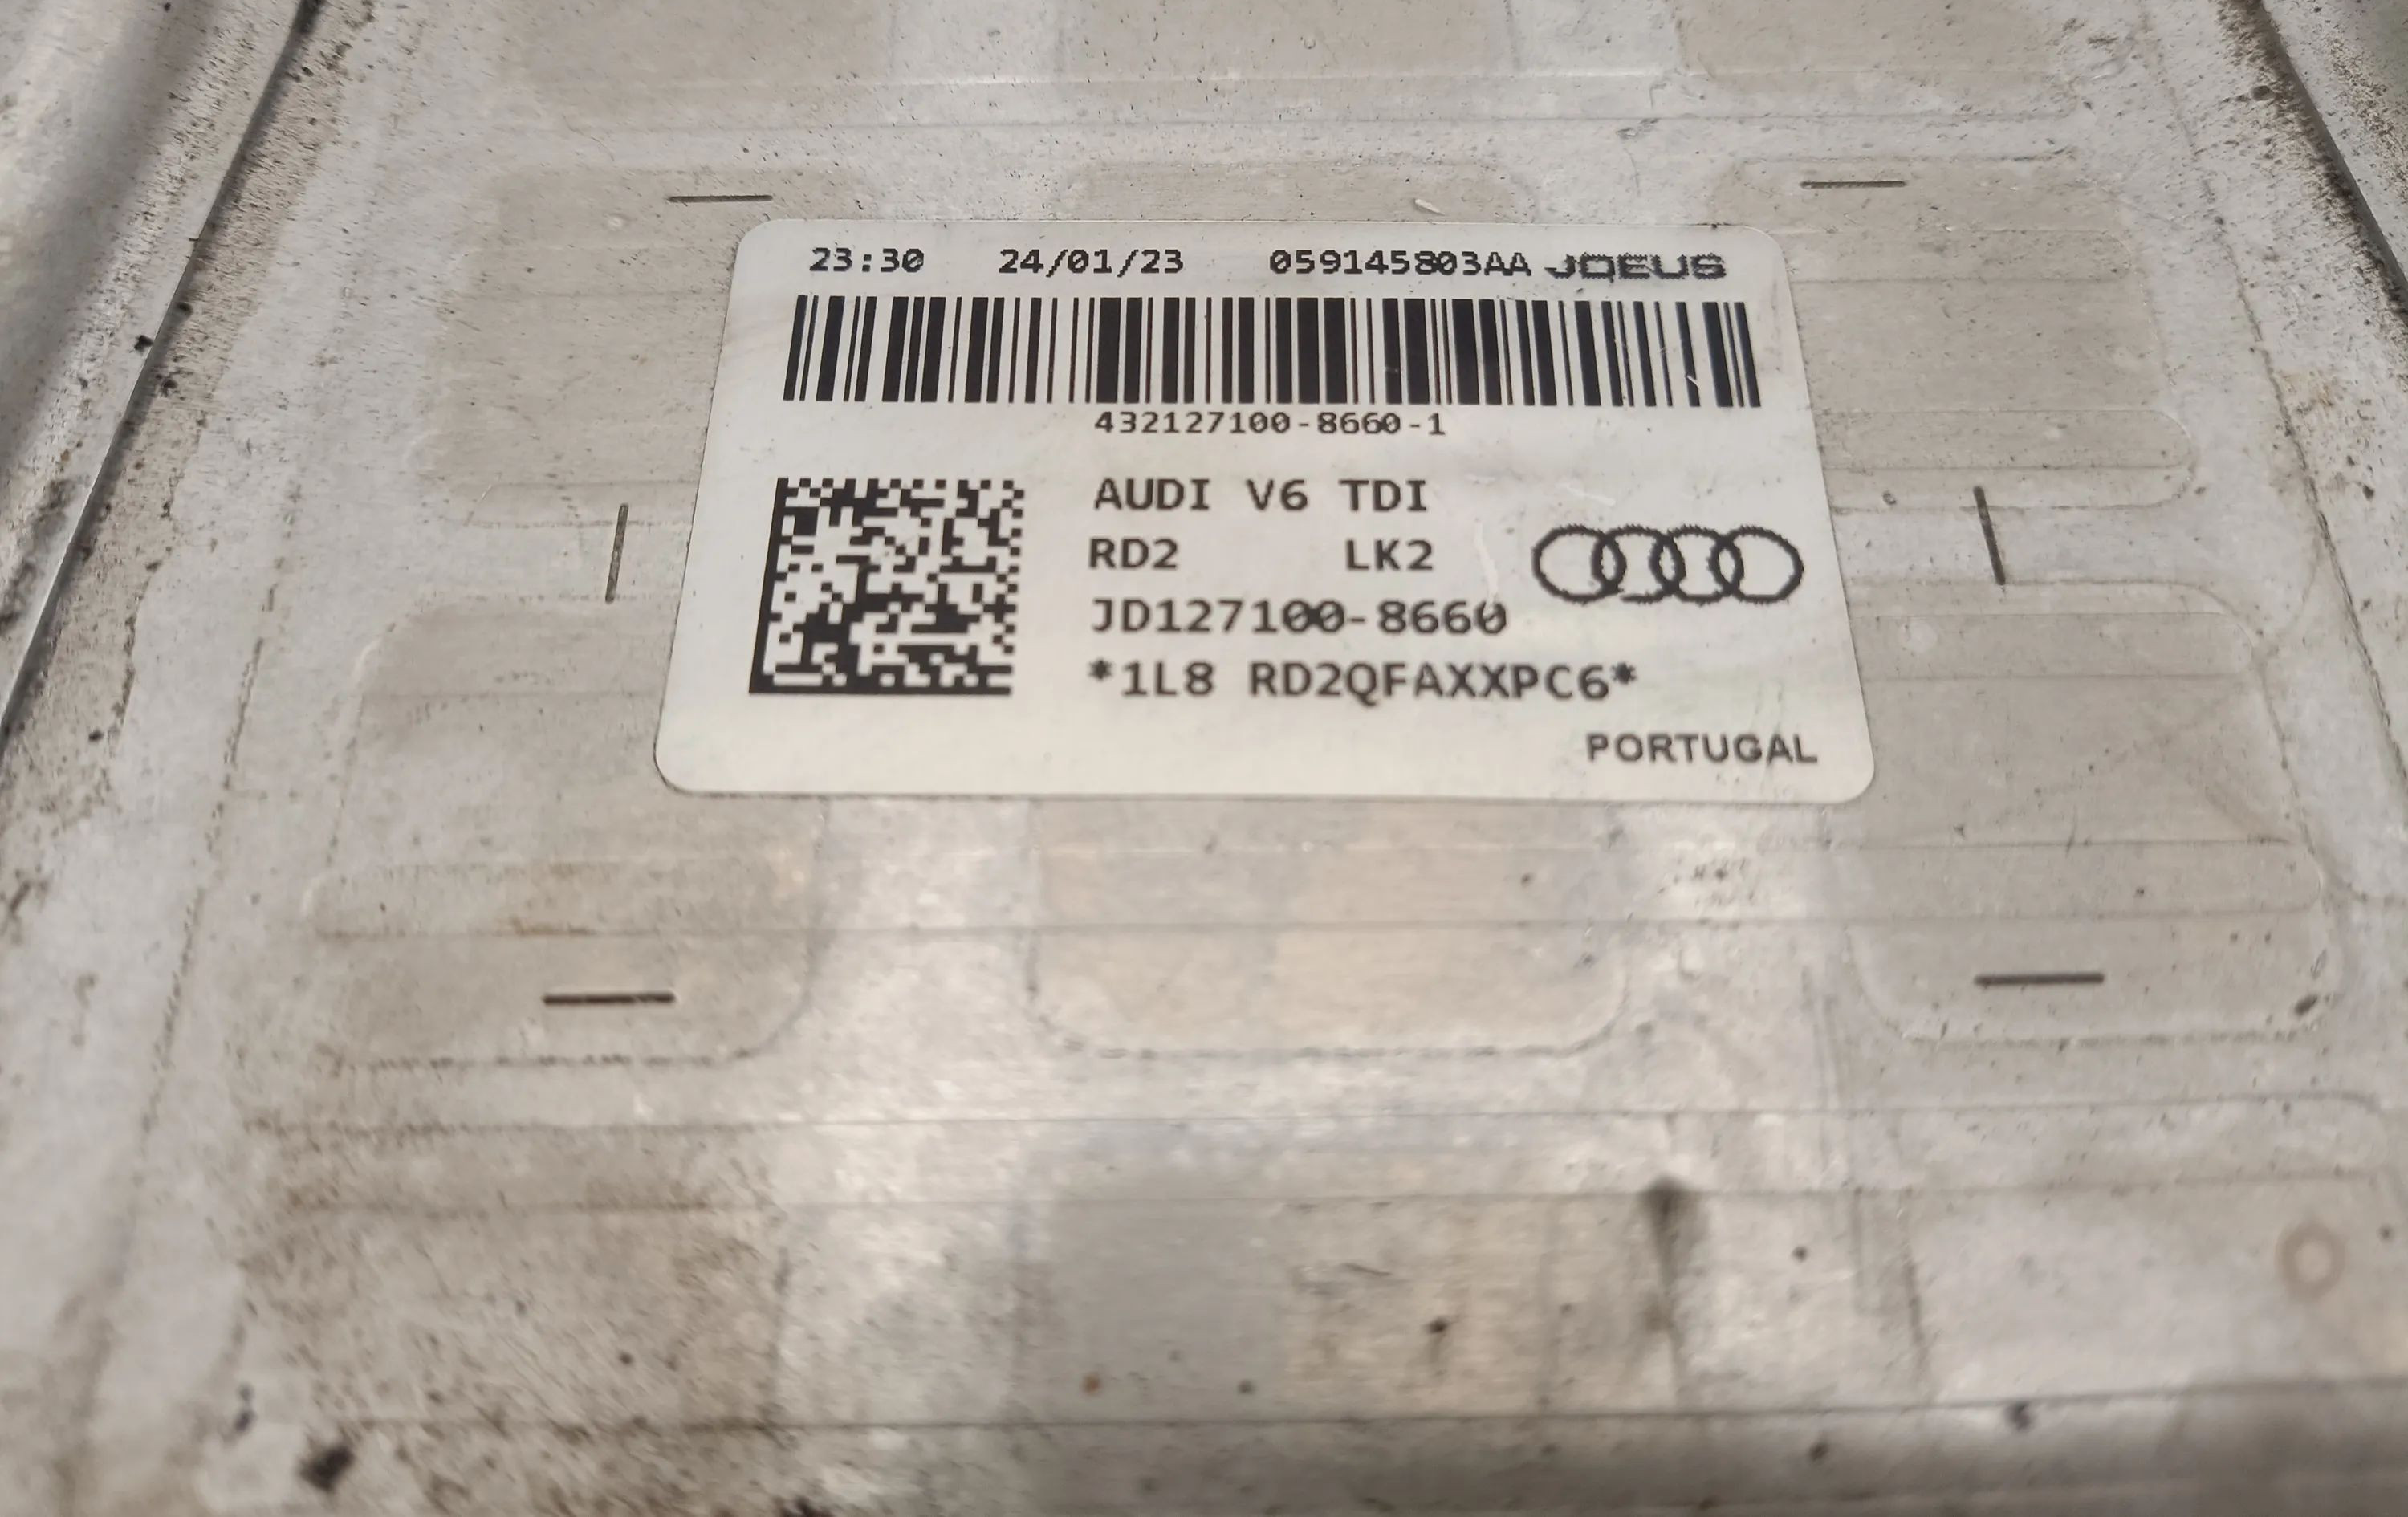 23:30 24/01/23 059145803AA JDEUS
432127100-8660-1
AUDI V6 TDI
RD2 LK2
JD127100-8660
*1L8 RD2QFAXXPC6*
PORTUGAL